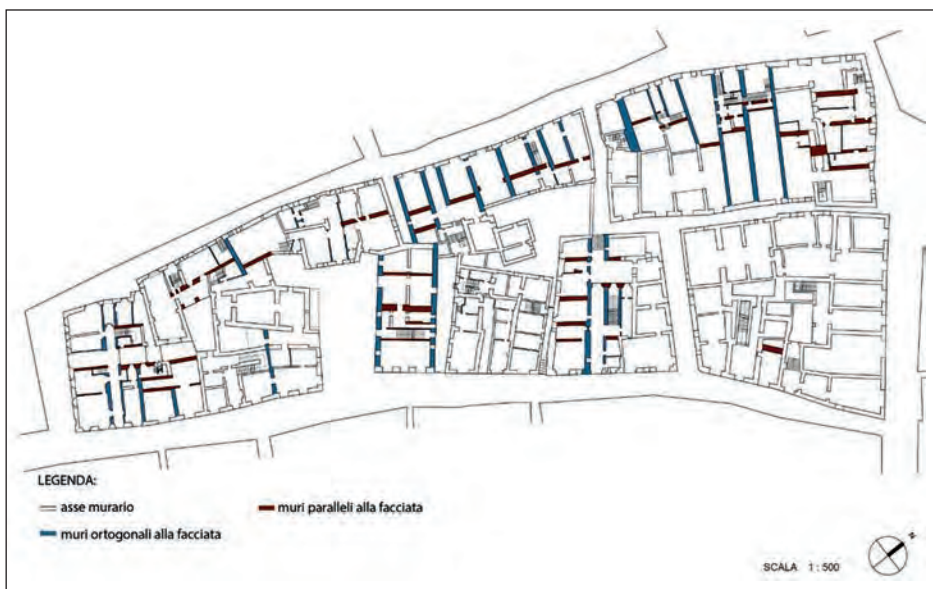 LEGENDA:
asse murario
muri paralleli alla facciata
muri ortogonali alla facciata
SCALA 1 : 500
N